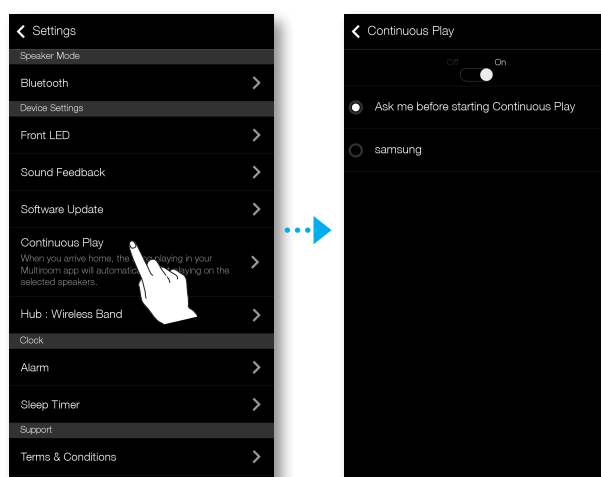 Settings
Speaker Mode
Bluetooth
Device Settings
Front LED
Sound Feedback
Software Update
Continuous Play
When you arrive home, the playing in your
Multiroom app will playing on the
selected speakers.
Hub : Wireless Band
Clock
Alarm
Sleep Timer
Support
Terms & Conditions
Continuous Play
Off On
Ask me before starting Continuous Play
samsung